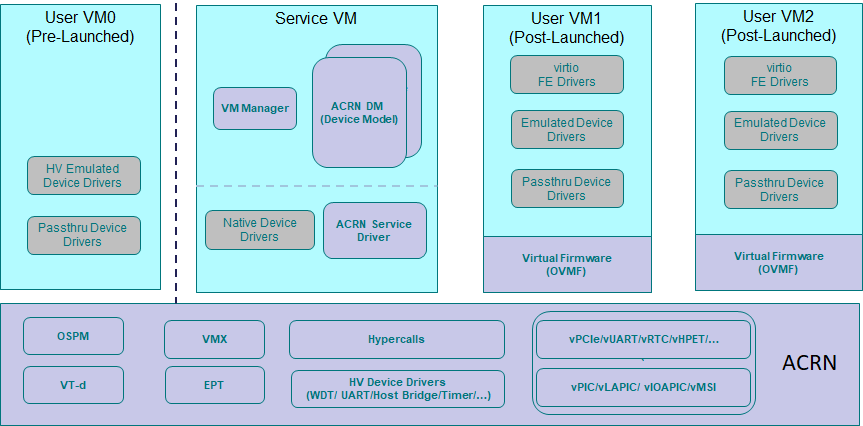 User VM0
(Pre-Launched)
HV Emulated
Device Drivers
Passthru Device
Drivers
Service VM
VM Manager
ACRN DM
(Device Model)
Native Device
Drivers
ACRN Service
Driver
User VM1
(Post-Launched)
virtio
FE Drivers
Emulated Device
Drivers
Passthru Device
Drivers
Virtual Firmware
(OVMF)
User VM2
(Post-Launched)
virtio
FE Drivers
Emulated Device
Drivers
Passthru Device
Drivers
Virtual Firmware
(OVMF)
OSPM
VMX
Hypercalls
vPCIe/vUART/vRTC/vHPET/...
VT-d
EPT
HV Device Drivers
(WDT/ UART/Host Bridge/Timer/...)
vPIC/vLAPIC/ vIOAPIC/vMSI
ACRN